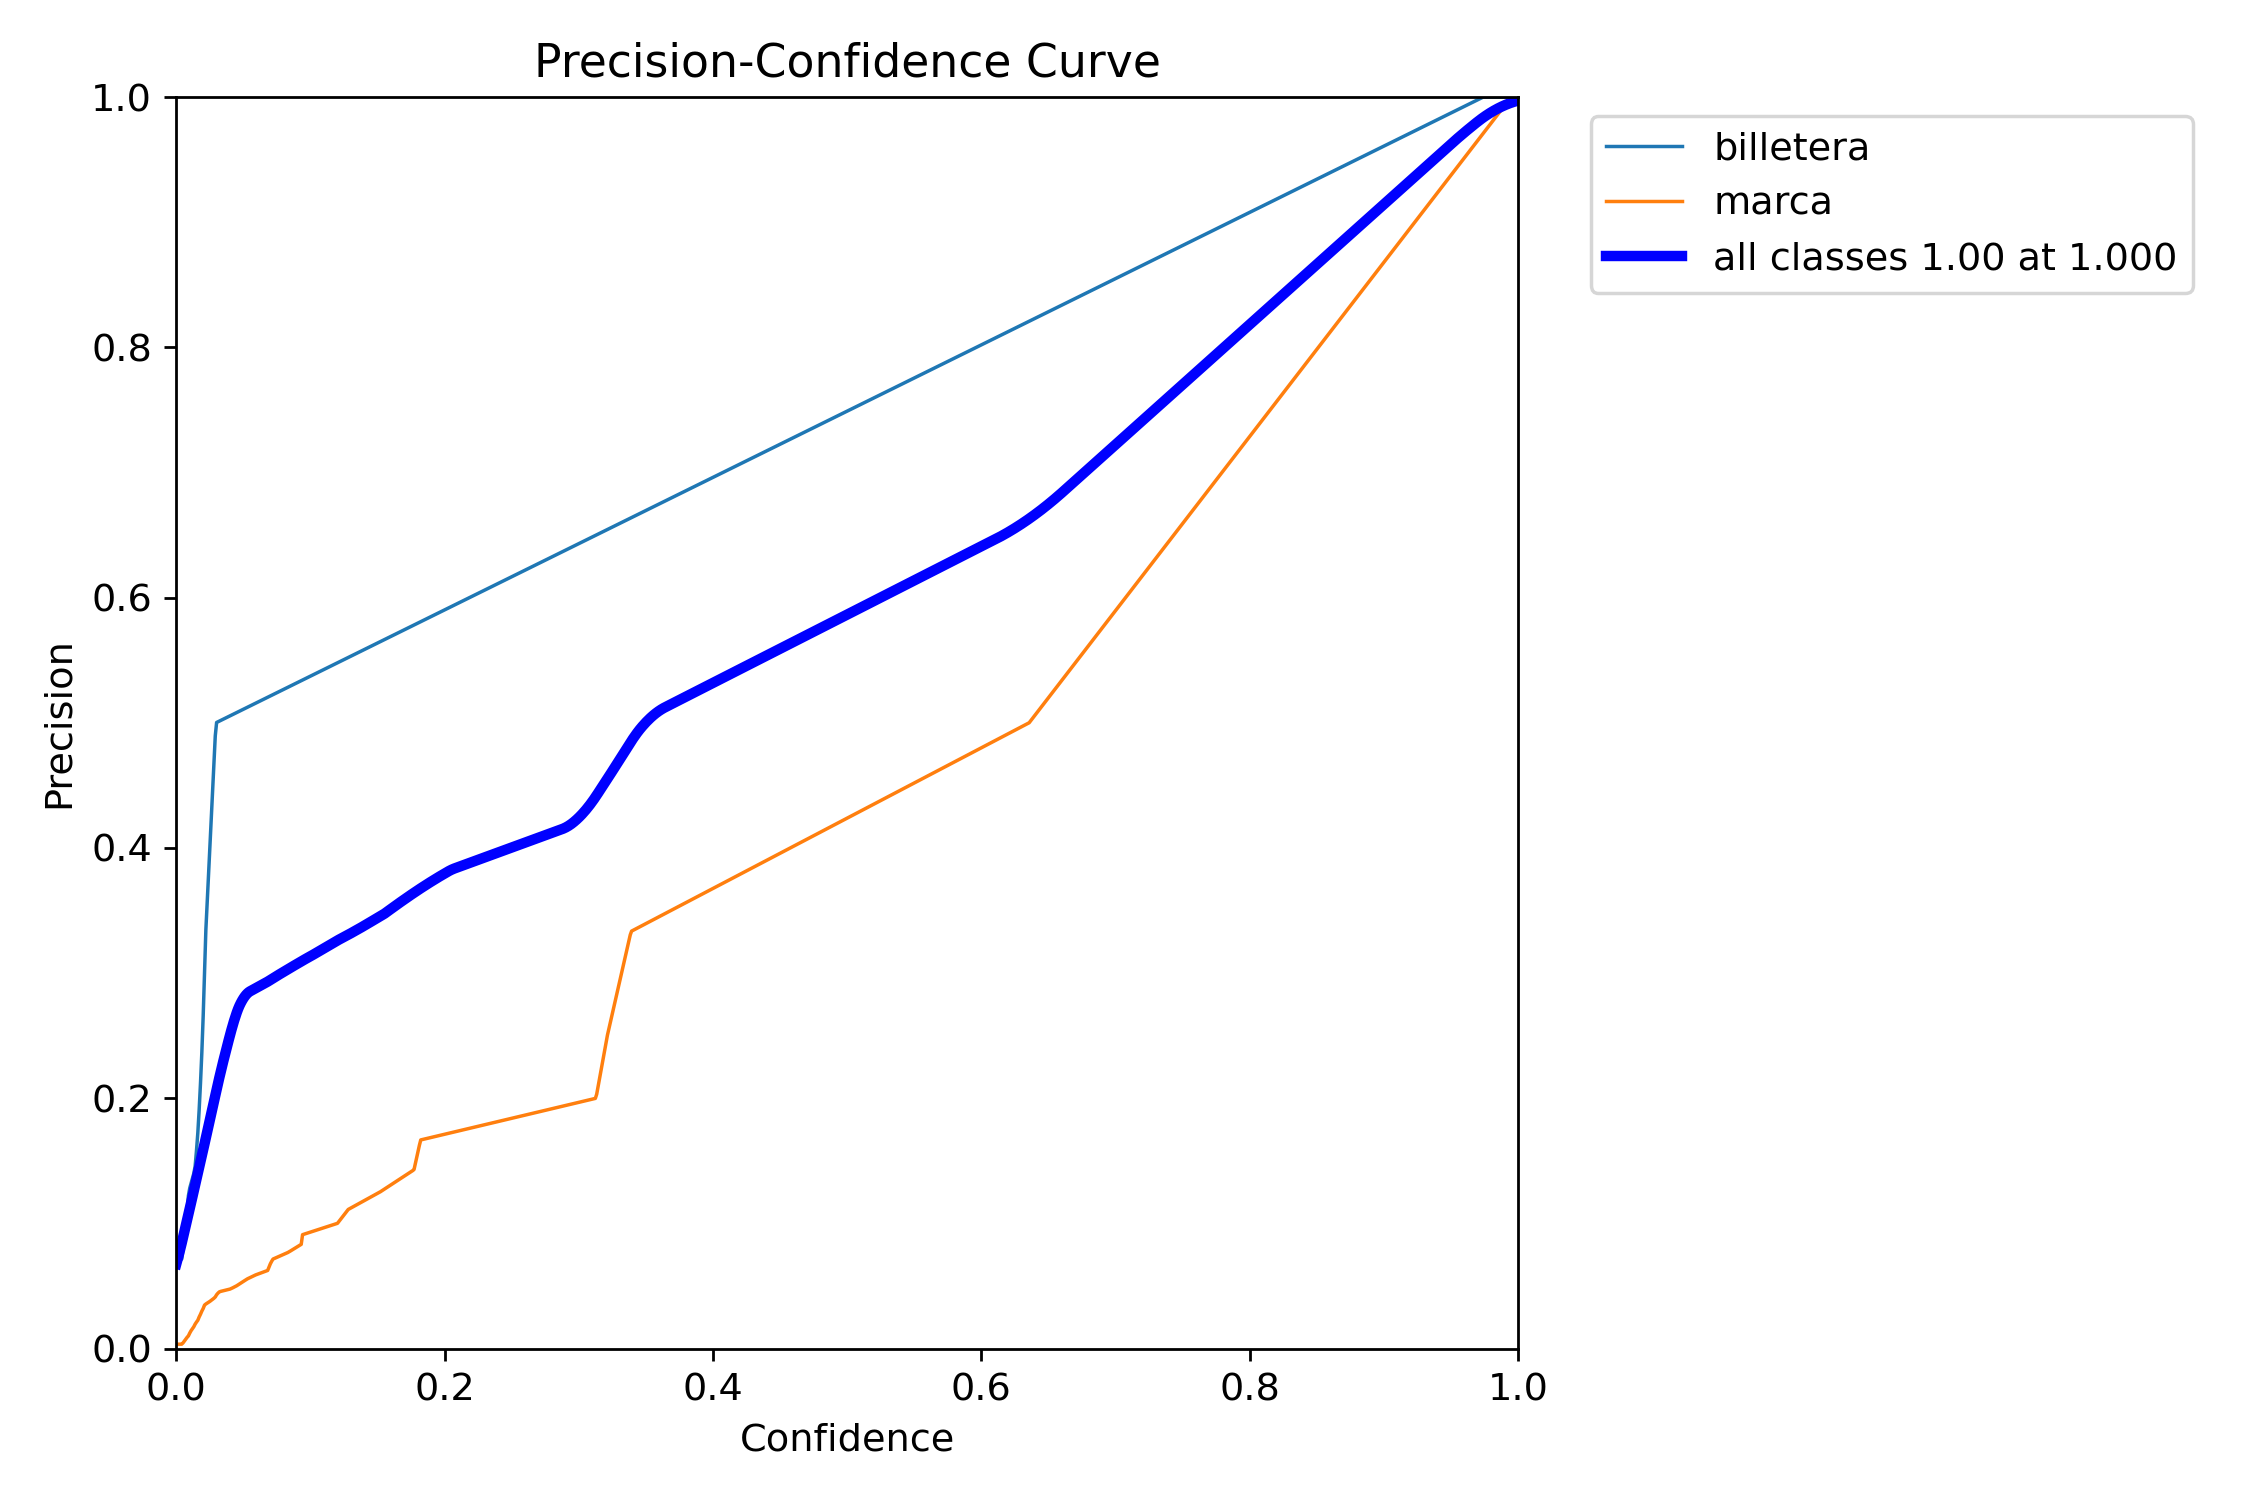 Precision-Confidence Curve
1.0
0.8
0.6
0.4
0.2
0.0
Precision
0.0 0.2 0.4 0.6 0.8 1.0
Confidence
billetera
marca
all classes 1.00 at 1.000